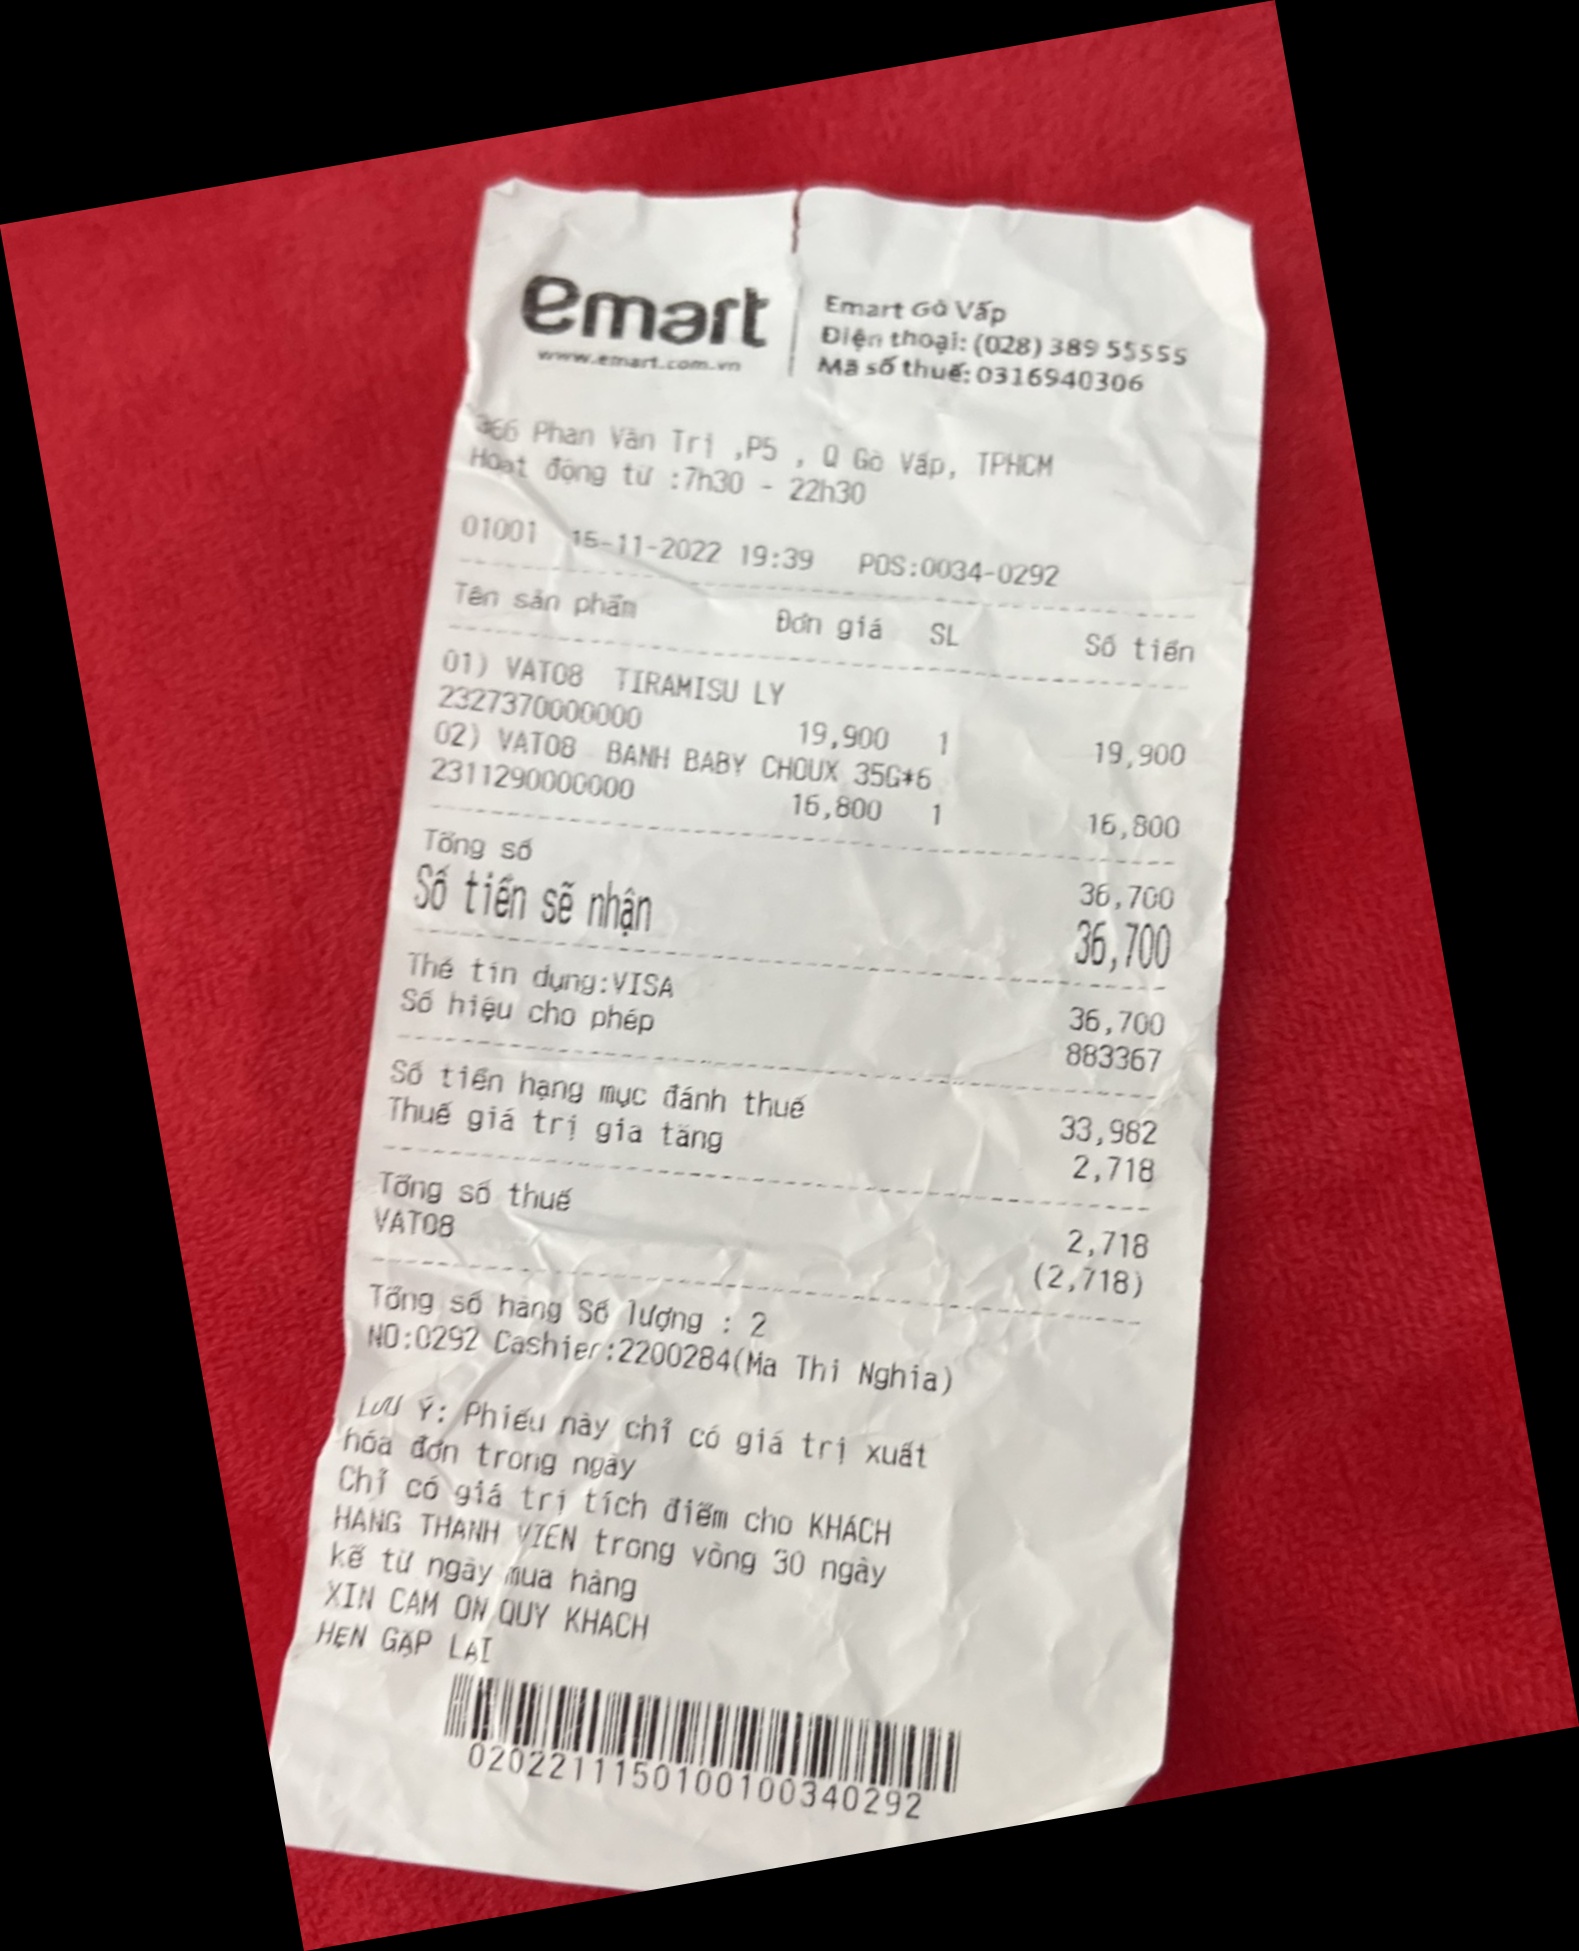 emart
www.emart.com.vn
Emart Gò Vấp
Điện thoại: (028) 389 55555
Mã số thuế: 0316940306
366 Phan Văn Trị ,P5 , Q Gò Vấp, TPHCM
Hoạt động từ :7h30 - 22h30
01001 15-11-2022 19:39 POS:0034-0292
Tên sản phẩm Đơn giá SL Số tiền
01) VAT08 TIRAMISU LY
2327370000000 19,900 1 19,900
02) VAT08 BANH BABY CHOUX 35G*6
2311290000000 16,800 1 16,800
Tổng số 36,700
Số tiền sẽ nhận 36,700
Thẻ tín dụng:VISA 36,700
Số hiệu cho phép 883367
Số tiền hạng mục đánh thuế 33,982
Thuế giá trị gia tăng 2,718
Tổng số thuế 2,718
VAT08 (2,718)
Tổng số hàng Số lượng : 2
NO:0292 Cashier:2200284(Ma Thi Nghia)
LƯU Ý: Phiếu này chỉ có giá trị xuất
hóa đơn trong ngày
Chỉ có giá trị tích điểm cho KHÁCH
HÀNG THÀNH VIÊN trong vòng 30 ngày
kể từ ngày mua hàng
XIN CAM ON QUY KHACH
HẸN GẶP LẠI
0202211150100100340292